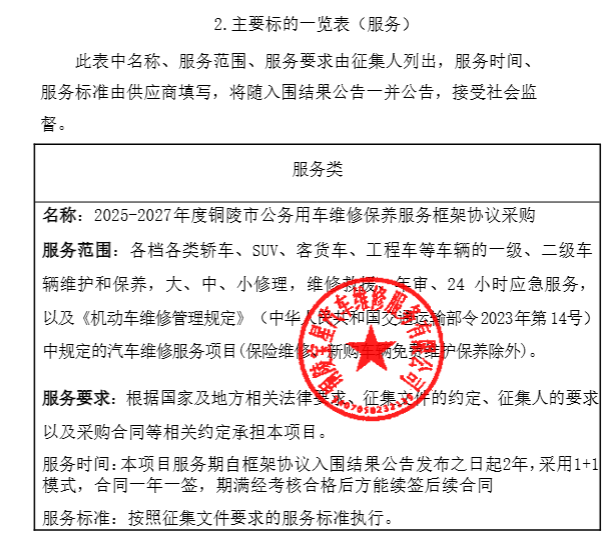 2.主要标的一览表（服务）
此表中名称、服务范围、服务要求由征集人列出，服务时间、
服务标准由供应商填写，将随入围结果公告一并公告，接受社会监
督。
服务类
名称：2025-2027年度铜陵市公务用车维修保养服务框架协议采购
服务范围：各档各类轿车、SUV、客货车、工程车等车辆的一级、二级车
辆维护和保养，大、中、小修理，维修救援、年审、24 小时应急服务，
以及《机动车维修管理规定》（中华人民共和国交通运输部令2023年第14号）
中规定的汽车维修服务项目(保险维修、新购车辆免费维护保养除外)。
服务要求：根据国家及地方相关法律要求、征集文件的约定、征集人的要求
以及采购合同等相关约定承担本项目。
服务时间：本项目服务期自框架协议入围结果公告发布之日起2年，采用1+1
模式，合同一年一签，期满经考核合格后方能续签后续合同
服务标准：按照征集文件要求的服务标准执行。
汽车维修服务有限公司